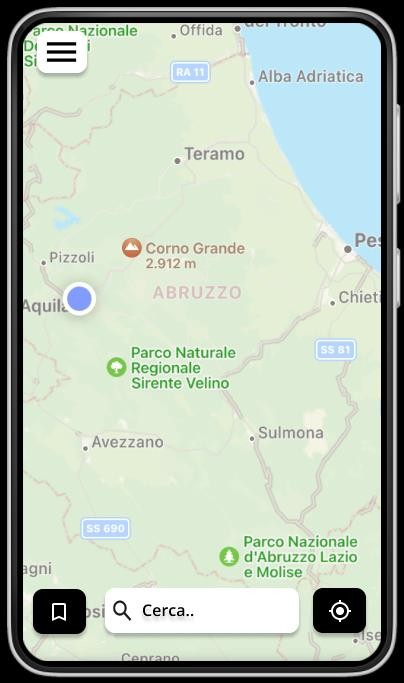 Parco Nazionale
Offida
del Tronto
RA 11
Alba Adriatica
Teramo
Corno Grande
2.912 m
Pizzoli
ABRUZZO
Aquila
Chieti
SS 81
Parco Naturale
Regionale
Sirente Velino
Sulmona
Avezzano
SS 690
Parco Nazionale
d'Abruzzo Lazio
e Molise
agni
Cerca..
Ise
Ceprano